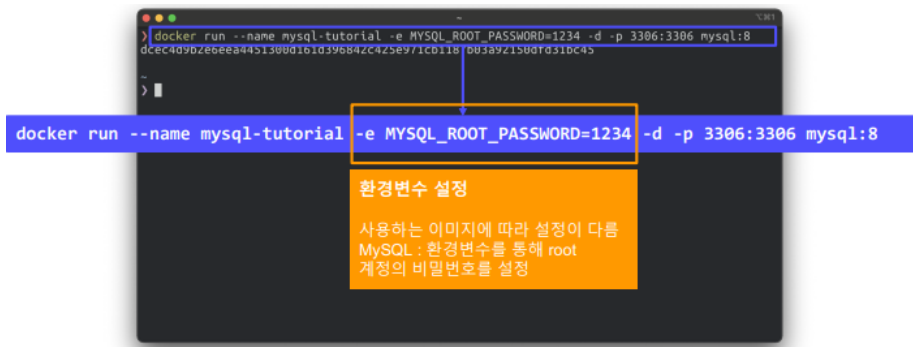 ~
⌥⌘1
❯ docker run --name mysql-tutorial -e MYSQL_ROOT_PASSWORD=1234 -d -p 3306:3306 mysql:8
~
❯
docker run --name mysql-tutorial -e MYSQL_ROOT_PASSWORD=1234 -d -p 3306:3306 mysql:8
환경변수 설정
사용하는 이미지에 따라 설정이 다름
MySQL : 환경변수를 통해 root
계정의 비밀번호를 설정